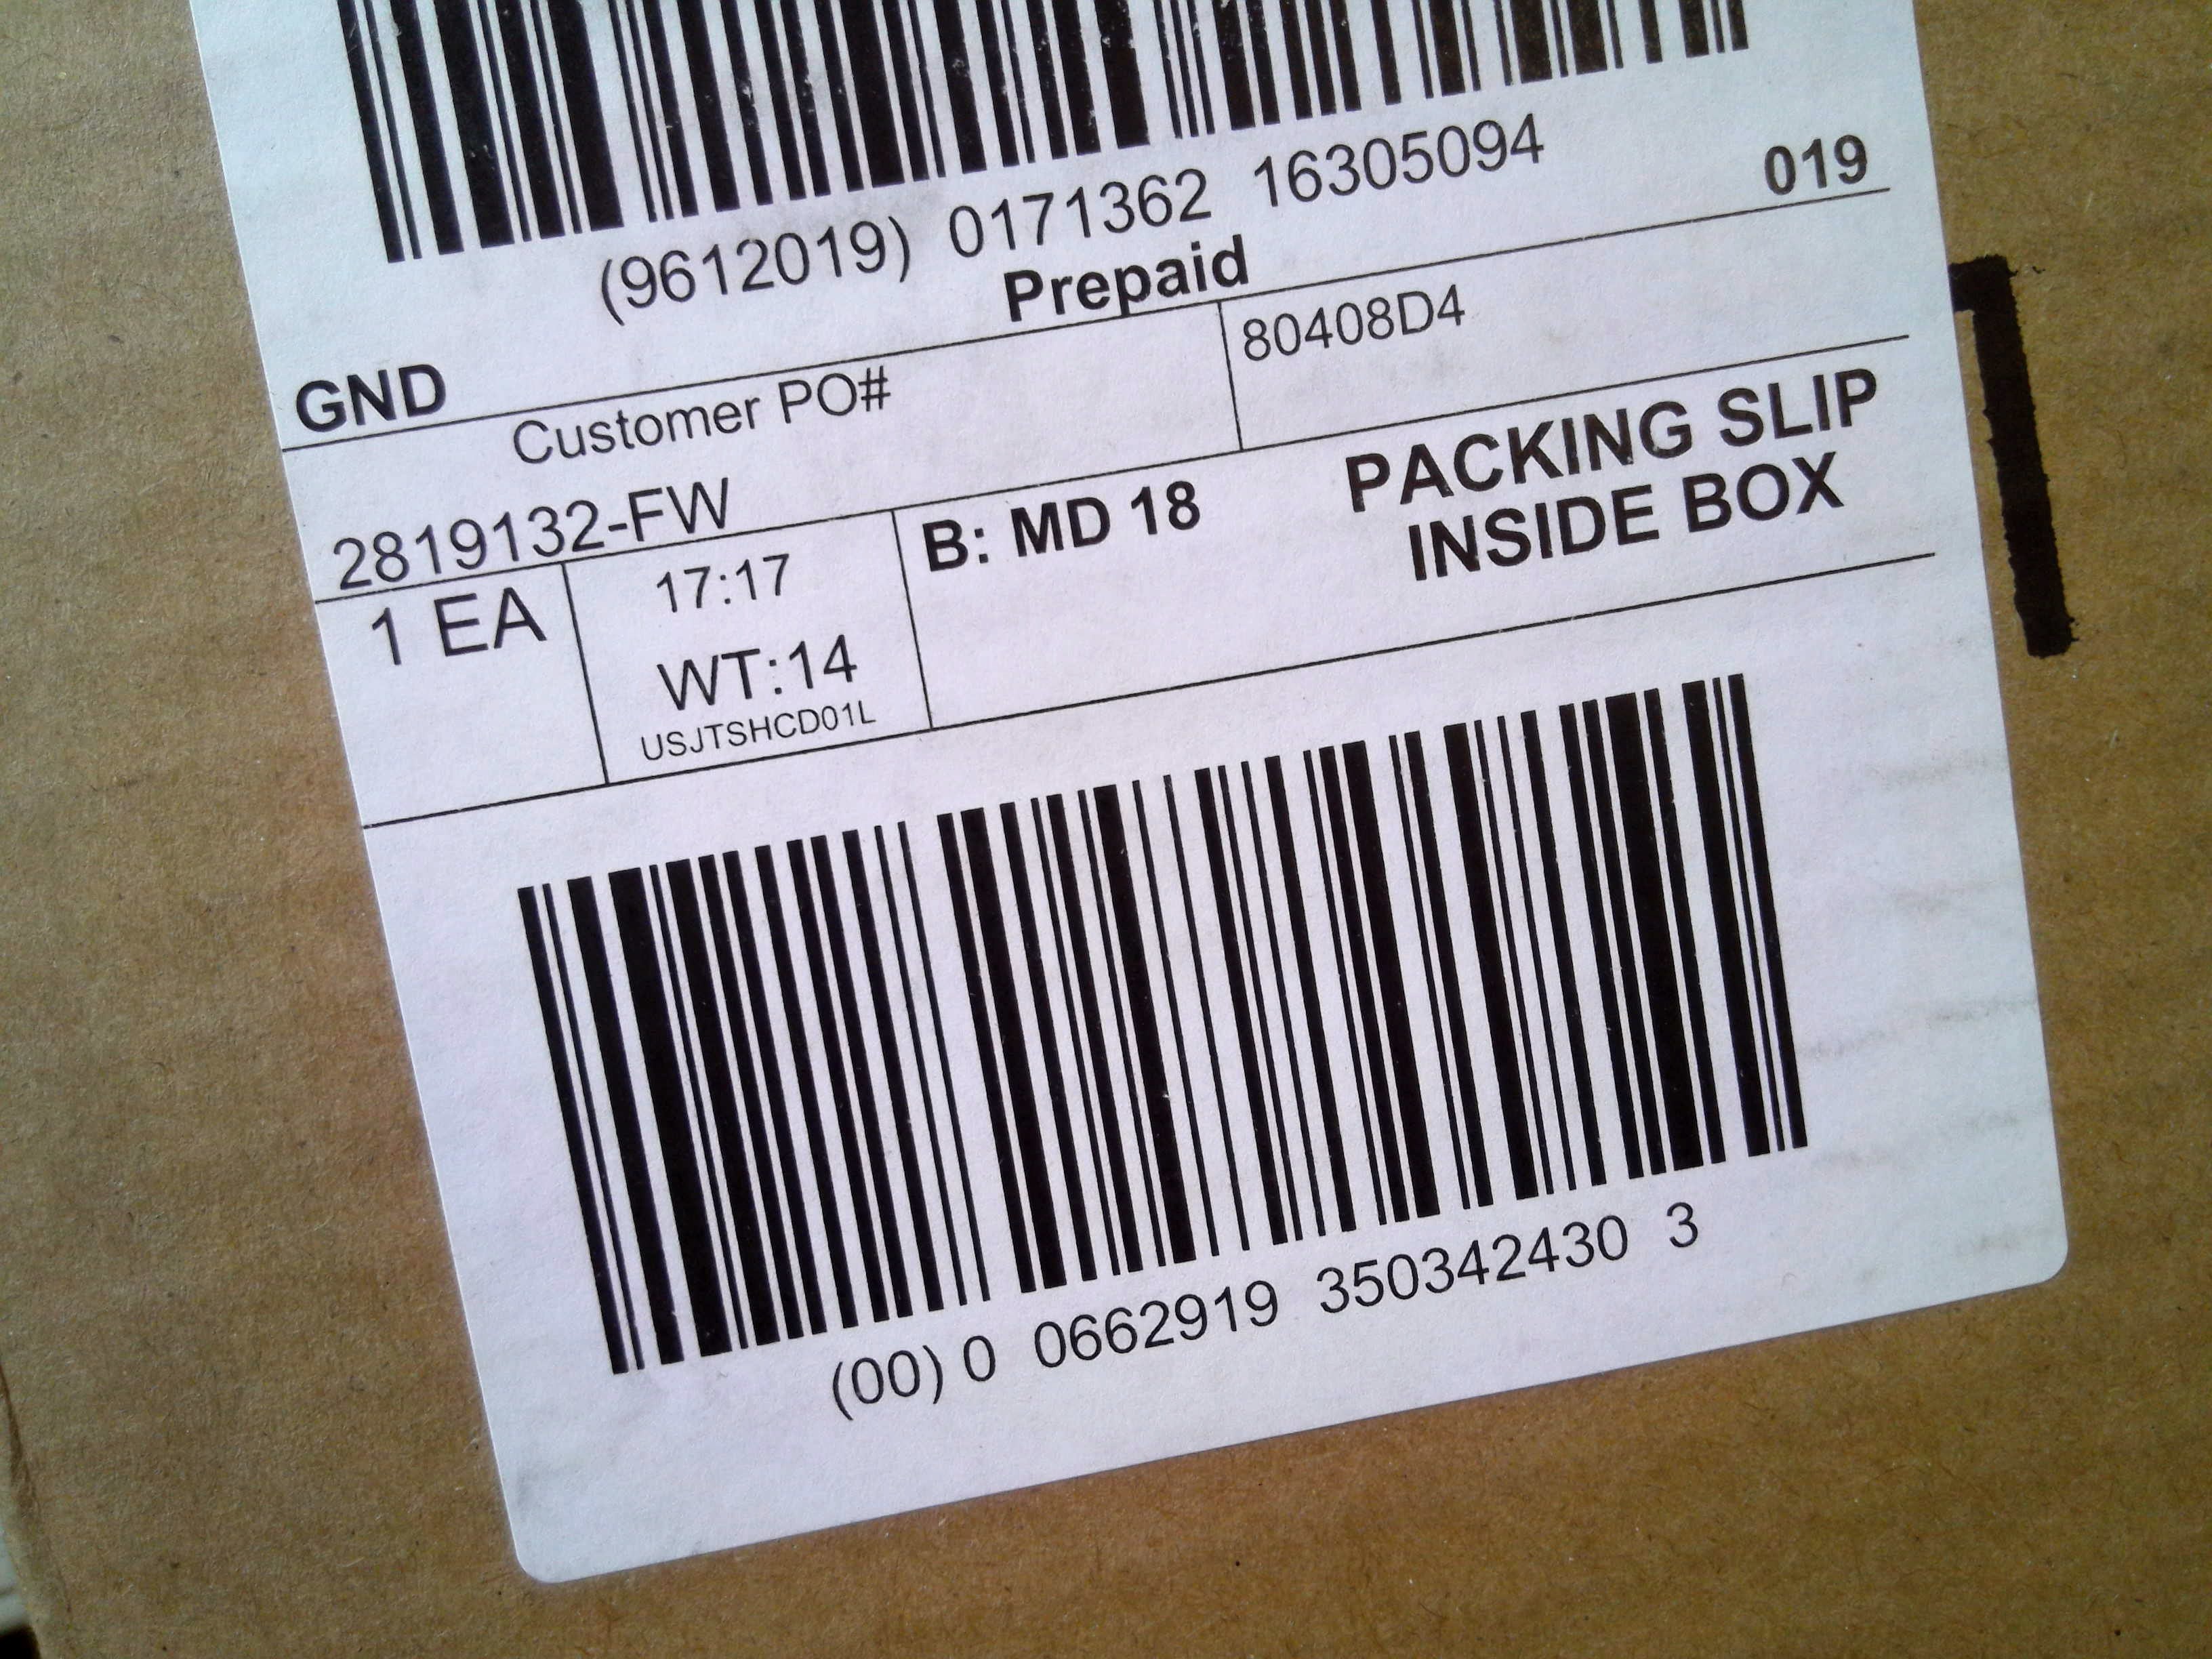 (9612019) 0171362 16305094
019
Prepaid
GND
Customer PO#
80408D4
2819132-FW
1 EA
17:17
WT:14
USJTSHCD01L
B: MD 18
PACKING SLIP
INSIDE BOX
(00) 0 0662919 350342430 3